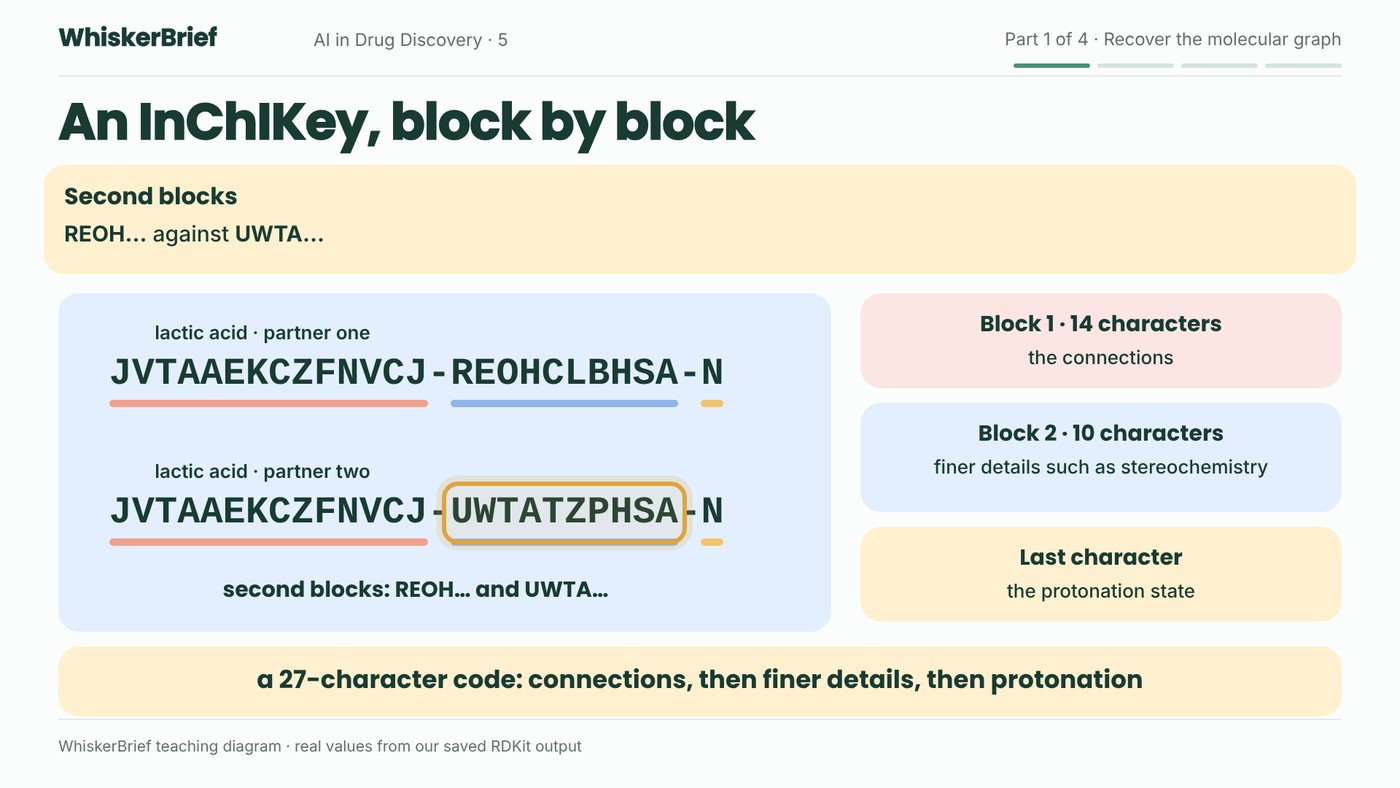 WhiskerBrief
AI in Drug Discovery · 5
Part 1 of 4 · Recover the molecular graph
An InChIKey, block by block
Second blocks
REOH… against UWTA…
lactic acid · partner one
JVTAAEKCZFNVCJ-REOHCLBHSA-N
lactic acid · partner two
JVTAAEKCZFNVCJ-UWTATZPHSA-N
second blocks: REOH… and UWTA…
Block 1 · 14 characters
the connections
Block 2 · 10 characters
finer details such as stereochemistry
Last character
the protonation state
a 27-character code: connections, then finer details, then protonation
WhiskerBrief teaching diagram · real values from our saved RDKit output